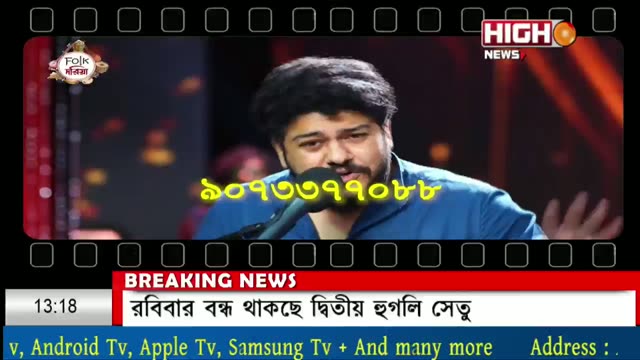 Folk
দরিয়া
HIGH
NEWS
৯০৭৩৩৭৭০৮৮
BREAKING NEWS
13:18
রবিবার বন্ধ থাকছে দ্বিতীয় হুগলি সেতু
v, Android Tv, Apple Tv, Samsung Tv + And many more Address : .